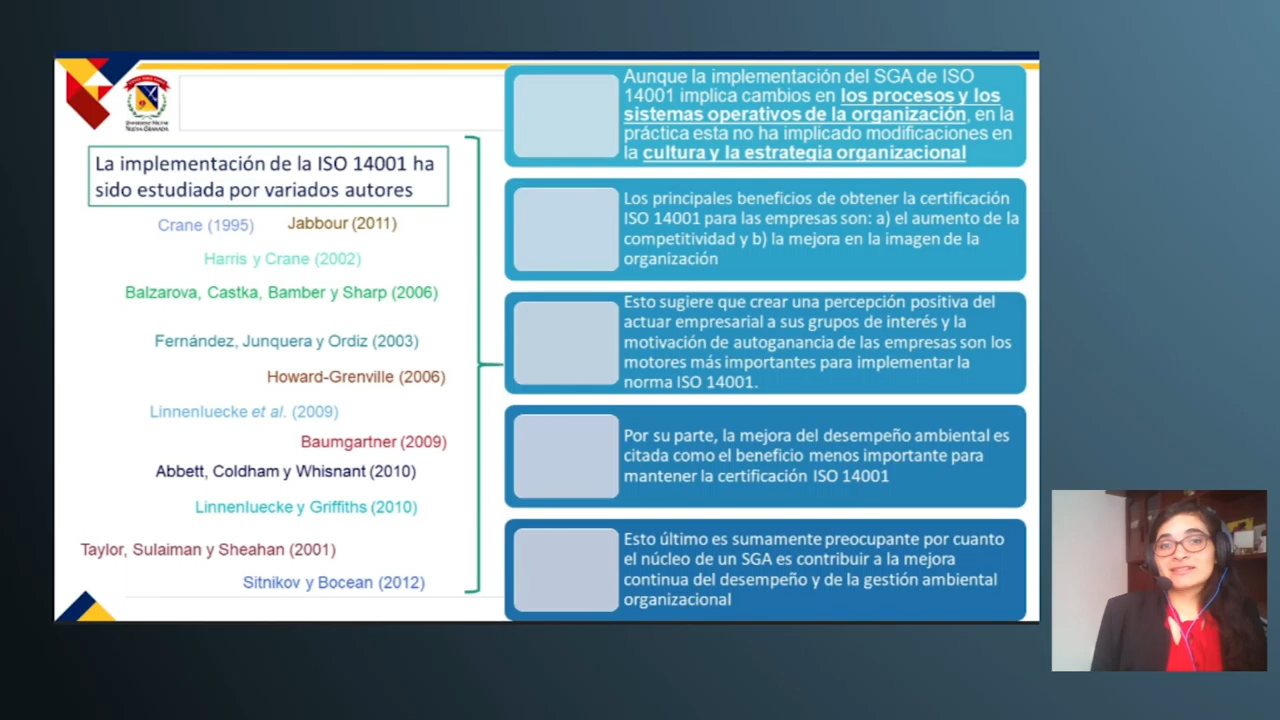 UNIVERSIDAD MILITAR
NUEVA GRANADA
La implementación de la ISO 14001 ha
sido estudiada por variados autores
Crane (1995)
Jabbour (2011)
Harris y Crane (2002)
Balzarova, Castka, Bamber y Sharp (2006)
Fernández, Junquera y Ordiz (2003)
Howard-Grenville (2006)
Linnenluecke et al. (2009)
Baumgartner (2009)
Abbett, Coldham y Whisnant (2010)
Linnenluecke y Griffiths (2010)
Taylor, Sulaiman y Sheahan (2001)
Sitnikov y Bocean (2012)
Aunque la implementación del SGA de ISO
14001 implica cambios en los procesos y los
sistemas operativos de la organización, en la
práctica esta no ha implicado modificaciones en
la cultura y la estrategia organizacional
Los principales beneficios de obtener la certificación
ISO 14001 para las empresas son: a) el aumento de la
competitividad y b) la mejora en la imagen de la
organización
Esto sugiere que crear una percepción positiva del
actuar empresarial a sus grupos de interés y la
motivación de autoganancia de las empresas son los
motores más importantes para implementar la
norma ISO 14001.
Por su parte, la mejora del desempeño ambiental es
citada como el beneficio menos importante para
mantener la certificación ISO 14001
Esto último es sumamente preocupante por cuanto
el núcleo de un SGA es contribuir a la mejora
continua del desempeño y de la gestión ambiental
organizacional